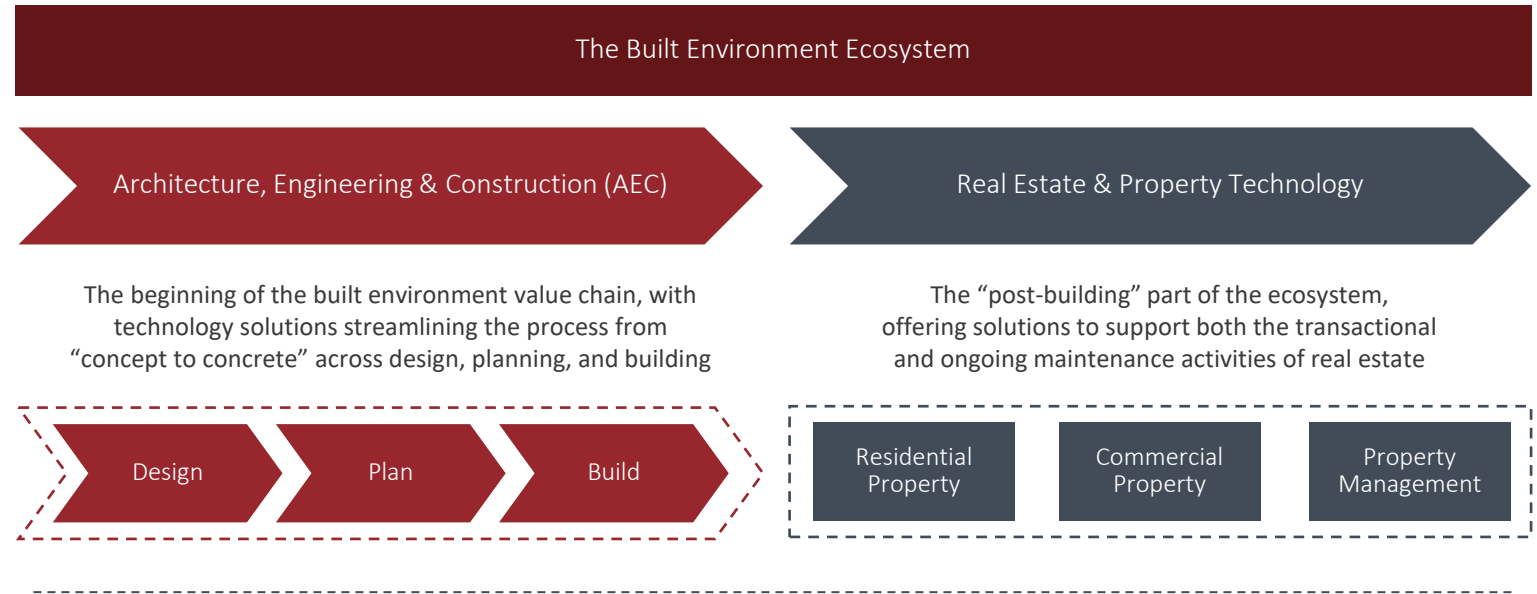 The Built Environment Ecosystem
Architecture, Engineering & Construction (AEC)
Real Estate & Property Technology
The beginning of the built environment value chain, with
technology solutions streamlining the process from
“concept to concrete” across design, planning, and building
The “post-building” part of the ecosystem,
offering solutions to support both the transactional
and ongoing maintenance activities of real estate
Design
Plan
Build
Residential
Property
Commercial
Property
Property
Management